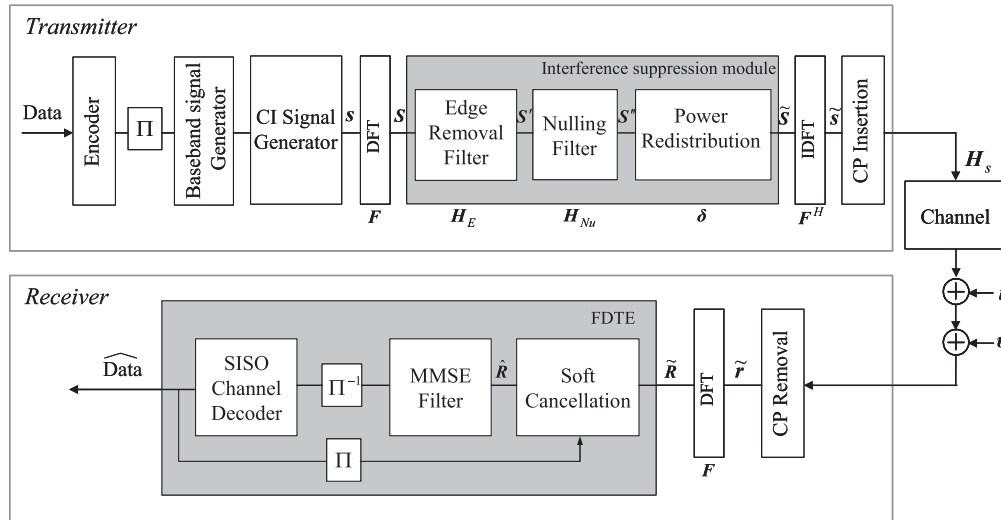 Transmitter
Interference suppression module
Data
Encoder
Π
Baseband signal
Generator
CI Signal
Generator
s
DFT
S
Edge
Removal
Filter
S'
Nulling
Filter
S''
Power
Redistribution
S̃
IDFT
s̃
CP Insertion
F
H_E
H_Nu
δ
F^H
H_s
Channel
Receiver
FDTE
Data
SISO
Channel
Decoder
Π⁻¹
MMSE
Filter
R̂
Soft
Cancellation
R̃
DFT
r̃
CP Removal
Π
F